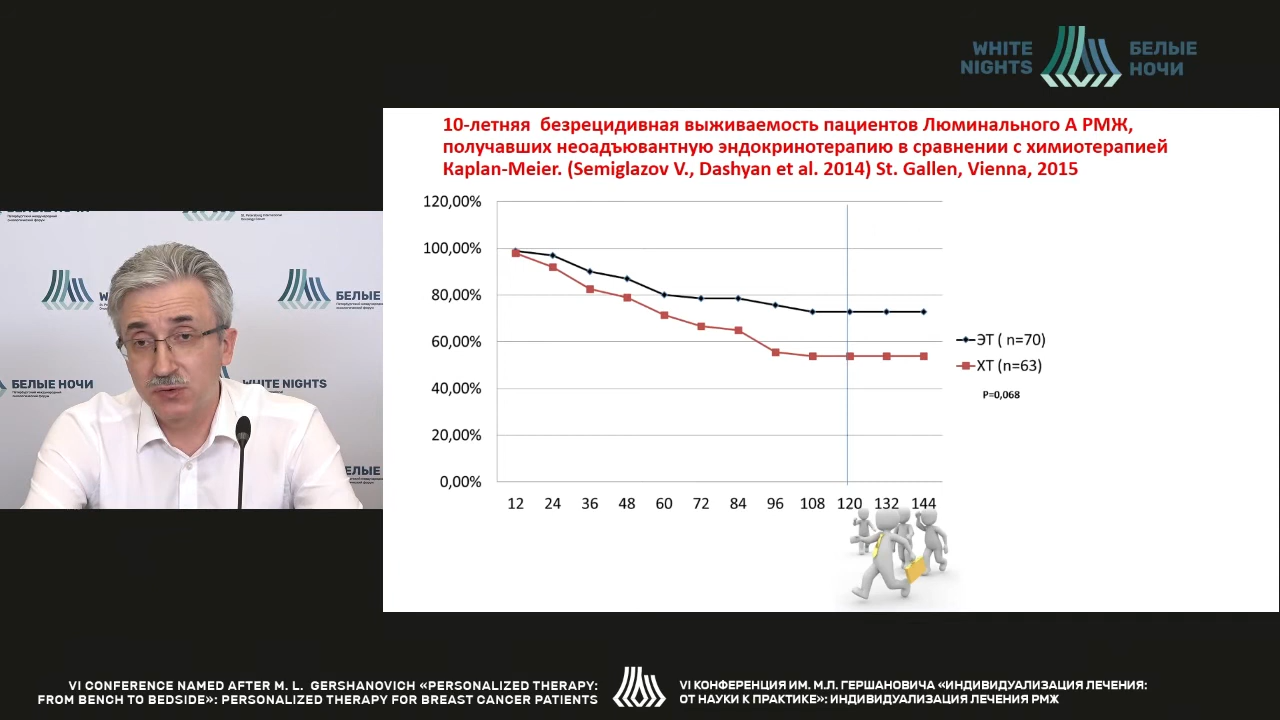 WHITE
NIGHTS
БЕЛЫЕ
НОЧИ
10-летняя безрецидивная выживаемость пациентов Люминального А РМЖ,
получавших неоадъювантную эндокринотерапию в сравнении с химиотерапией
Kaplan-Meier. (Semiglazov V., Dashyan et al. 2014) St. Gallen, Vienna, 2015
120,00%
100,00%
80,00%
60,00%
40,00%
20,00%
0,00%
12 24 36 48 60 72 84 96 108 120 132 144
ЭТ ( n=70)
ХТ (n=63)
P=0,068
БЕЛЫЕ
БЕЛЫЕ НОЧИ
WHITE NIGHTS
БЕЛЫЕ
VI CONFERENCE NAMED AFTER M. L. GERSHANOVICH «PERSONALIZED THERAPY:
FROM BENCH TO BEDSIDE»: PERSONALIZED THERAPY FOR BREAST CANCER PATIENTS
VI КОНФЕРЕНЦИЯ ИМ. М.Л. ГЕРШАНОВИЧА «ИНДИВИДУАЛИЗАЦИЯ ЛЕЧЕНИЯ:
ОТ НАУКИ К ПРАКТИКЕ»: ИНДИВИДУАЛИЗАЦИЯ ЛЕЧЕНИЯ РМЖ